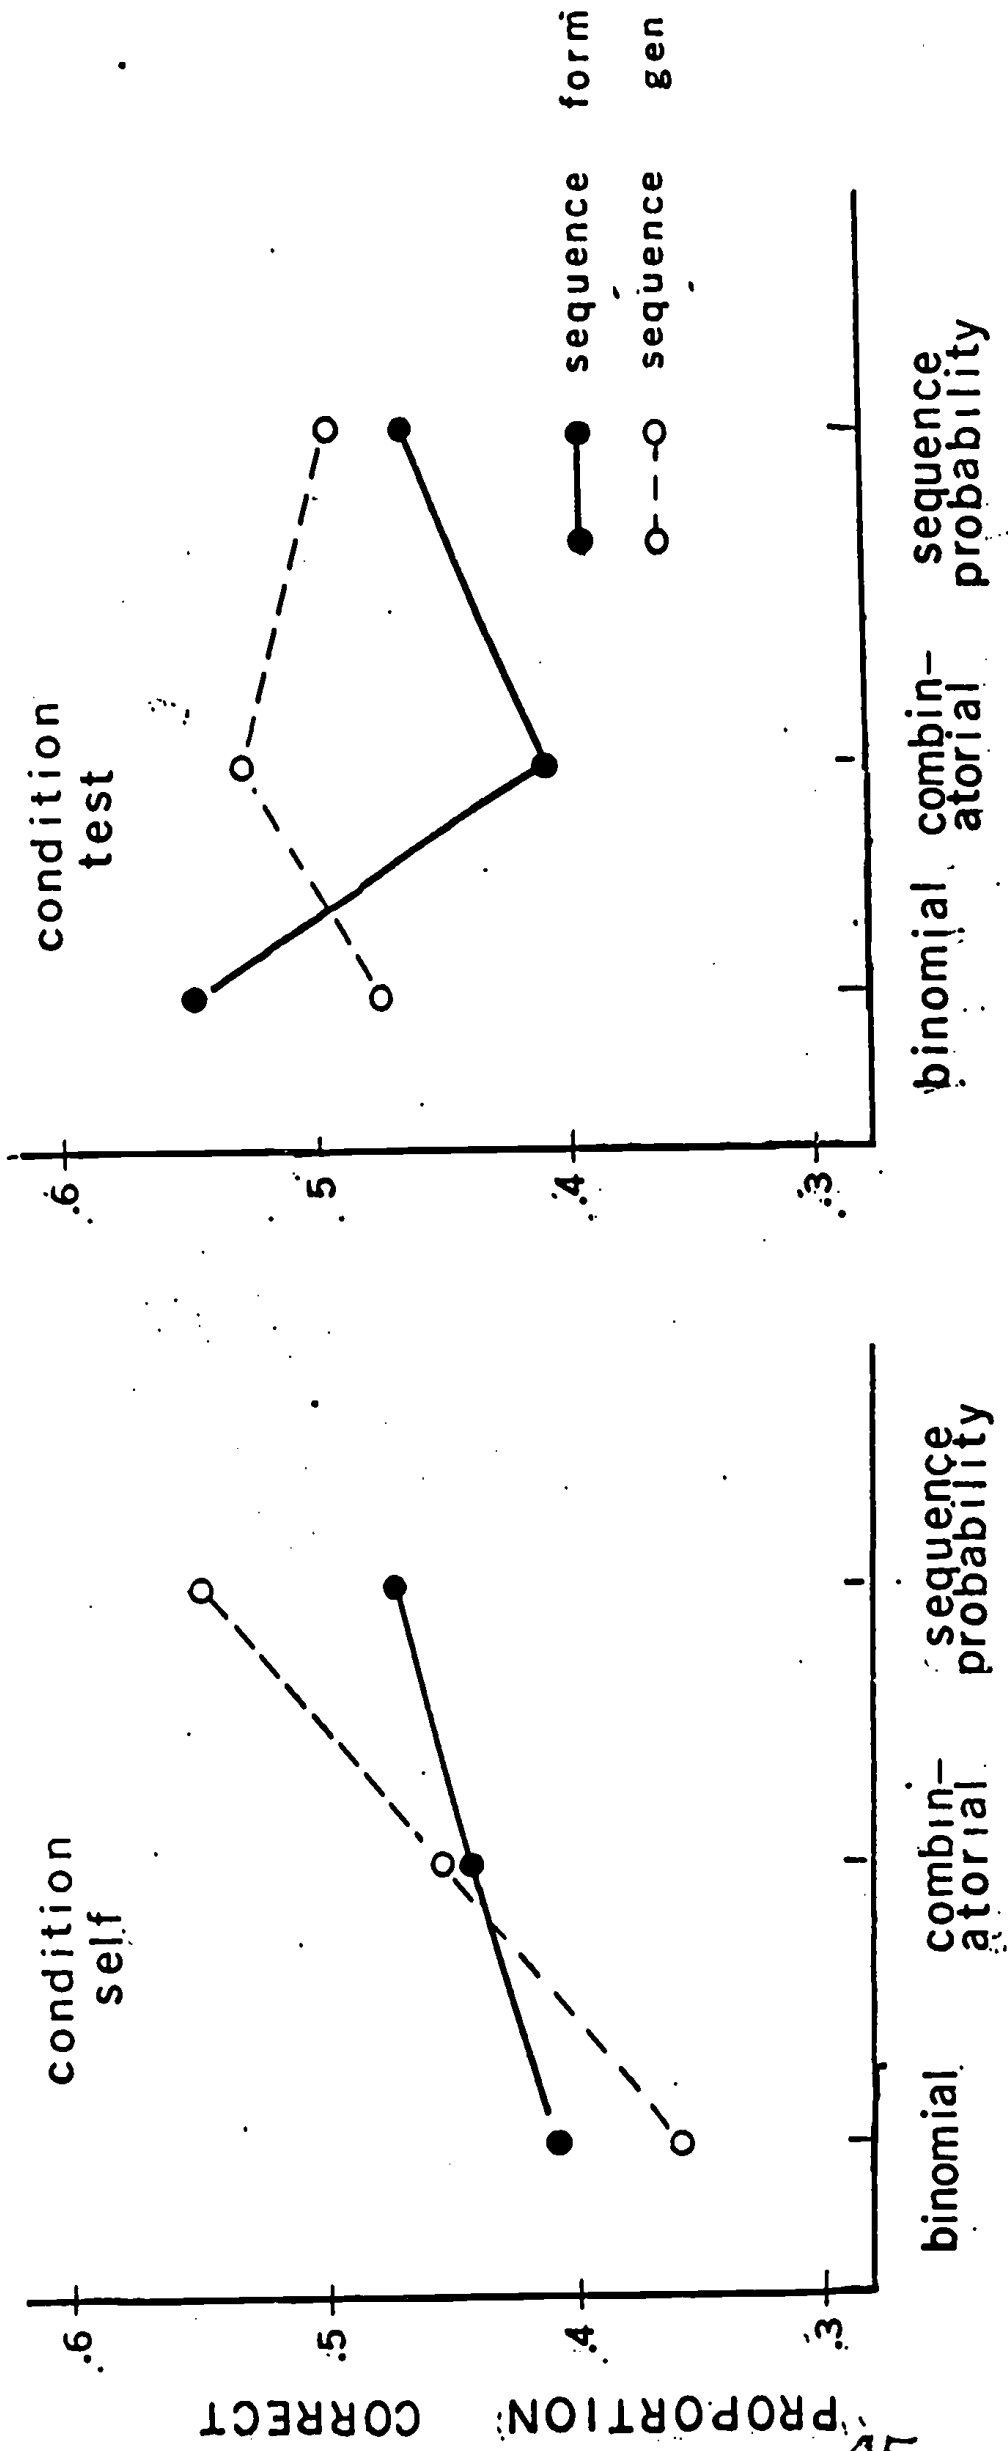 PROPORTION CORRECT
condition
self
.6
.5
.4
.3
binomial
combin-
atorial
sequence
probability
condition
test
.6
.5
.4
.3
binomial
combin-
atorial
sequence
probability
sequence form
sequence gen